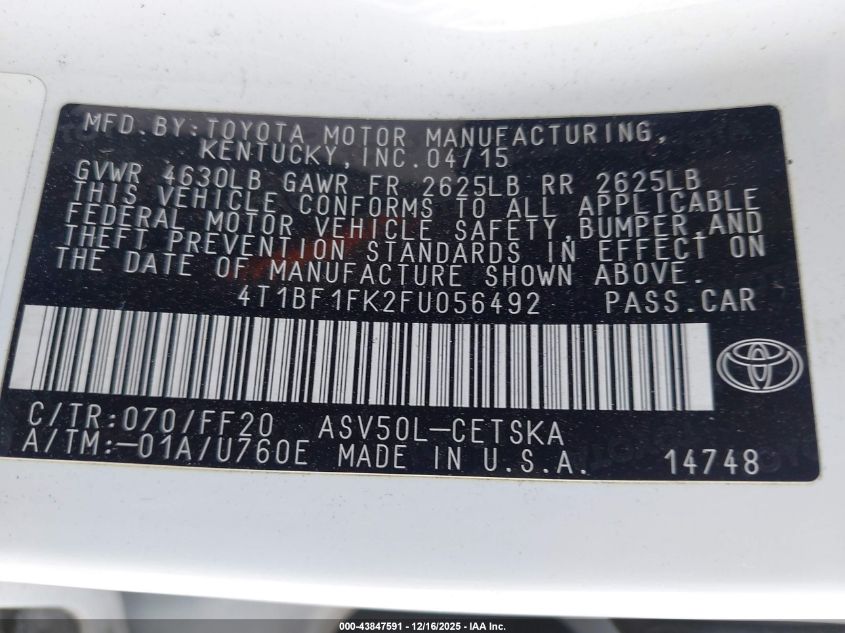 MFD.BY:TOYOTA MOTOR MANUFACTURING,
KENTUCKY, INC. 04/15
GVWR 4630LB GAWR FR 2625LB RR 2625LB
THIS VEHICLE CONFORMS TO ALL APPLICABLE
FEDERAL MOTOR VEHICLE SAFETY, BUMPER, AND
THEFT PREVENTION STANDARDS IN EFFECT ON
THE DATE OF MANUFACTURE SHOWN ABOVE.
4T1BF1FK2FU056492 PASS.CAR
C/TR:070/FF20 ASV50L-CETSKA
A/TM:-01A/U760E MADE IN U.S.A. 14748
000-43847591 - 12/16/2025 - IAA Inc.